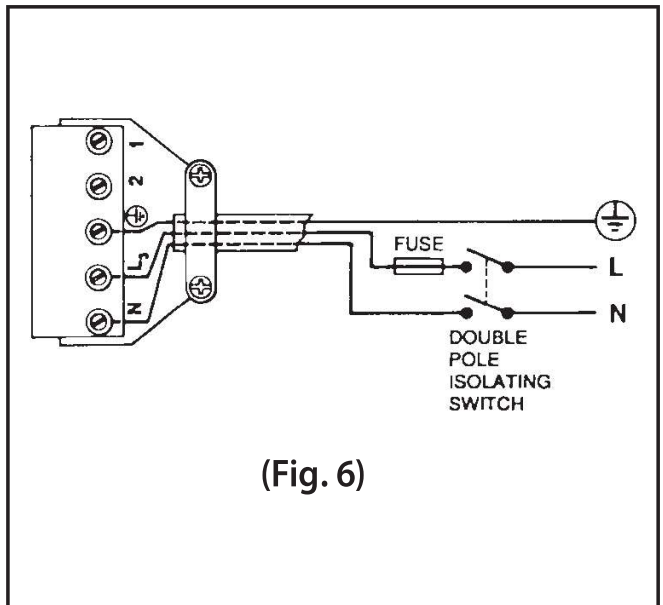 1
2
L
N
FUSE
L
N
DOUBLE
POLE
ISOLATING
SWITCH
(Fig. 6)